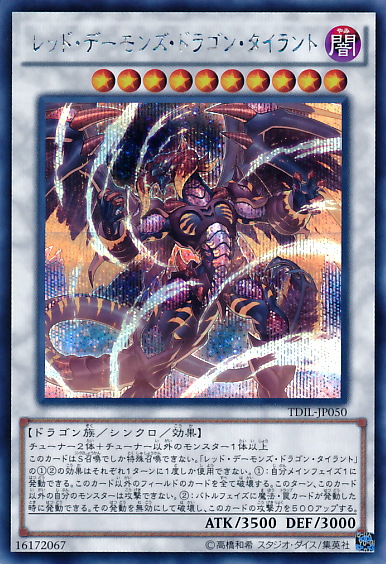 レッド・デーモンズ・ドラゴン・タイラント
闇
TDIL-JP050
【ドラゴン族／シンクロ／効果】
チューナー2体＋チューナー以外のモンスター1体以上
このカードはS召喚でしか特殊召喚できない。「レッド・デーモンズ・ドラゴン・タイラント」
の①②の効果はそれぞれ1ターンに1度しか使用できない。①：自分メインフェイズ1に
発動できる。このカード以外のフィールドのカードを全て破壊する。このターン、このカード
以外の自分のモンスターは攻撃できない。②：バトルフェイズに魔法・罠カードが発動した
時に発動できる。その発動を無効にして破壊し、このカードの攻撃力を500アップする。
ATK/3500 DEF/3000
16172067
©高橋和希 スタジオ・ダイス/集英社